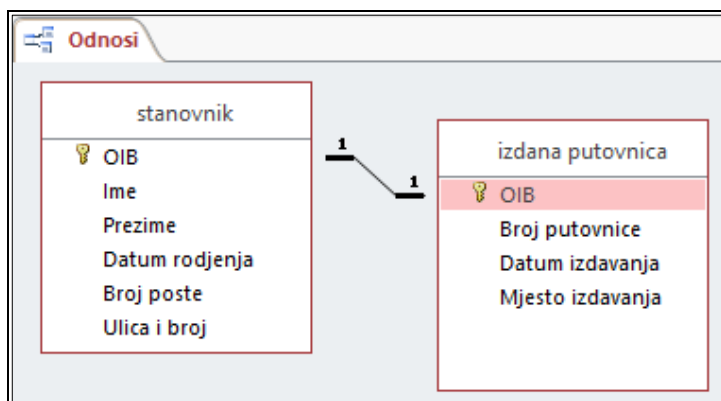 Odnosi
stanovnik
OIB
Ime
Prezime
Datum rodjenja
Broj poste
Ulica i broj
1
1
izdana putovnica
OIB
Broj putovnice
Datum izdavanja
Mjesto izdavanja